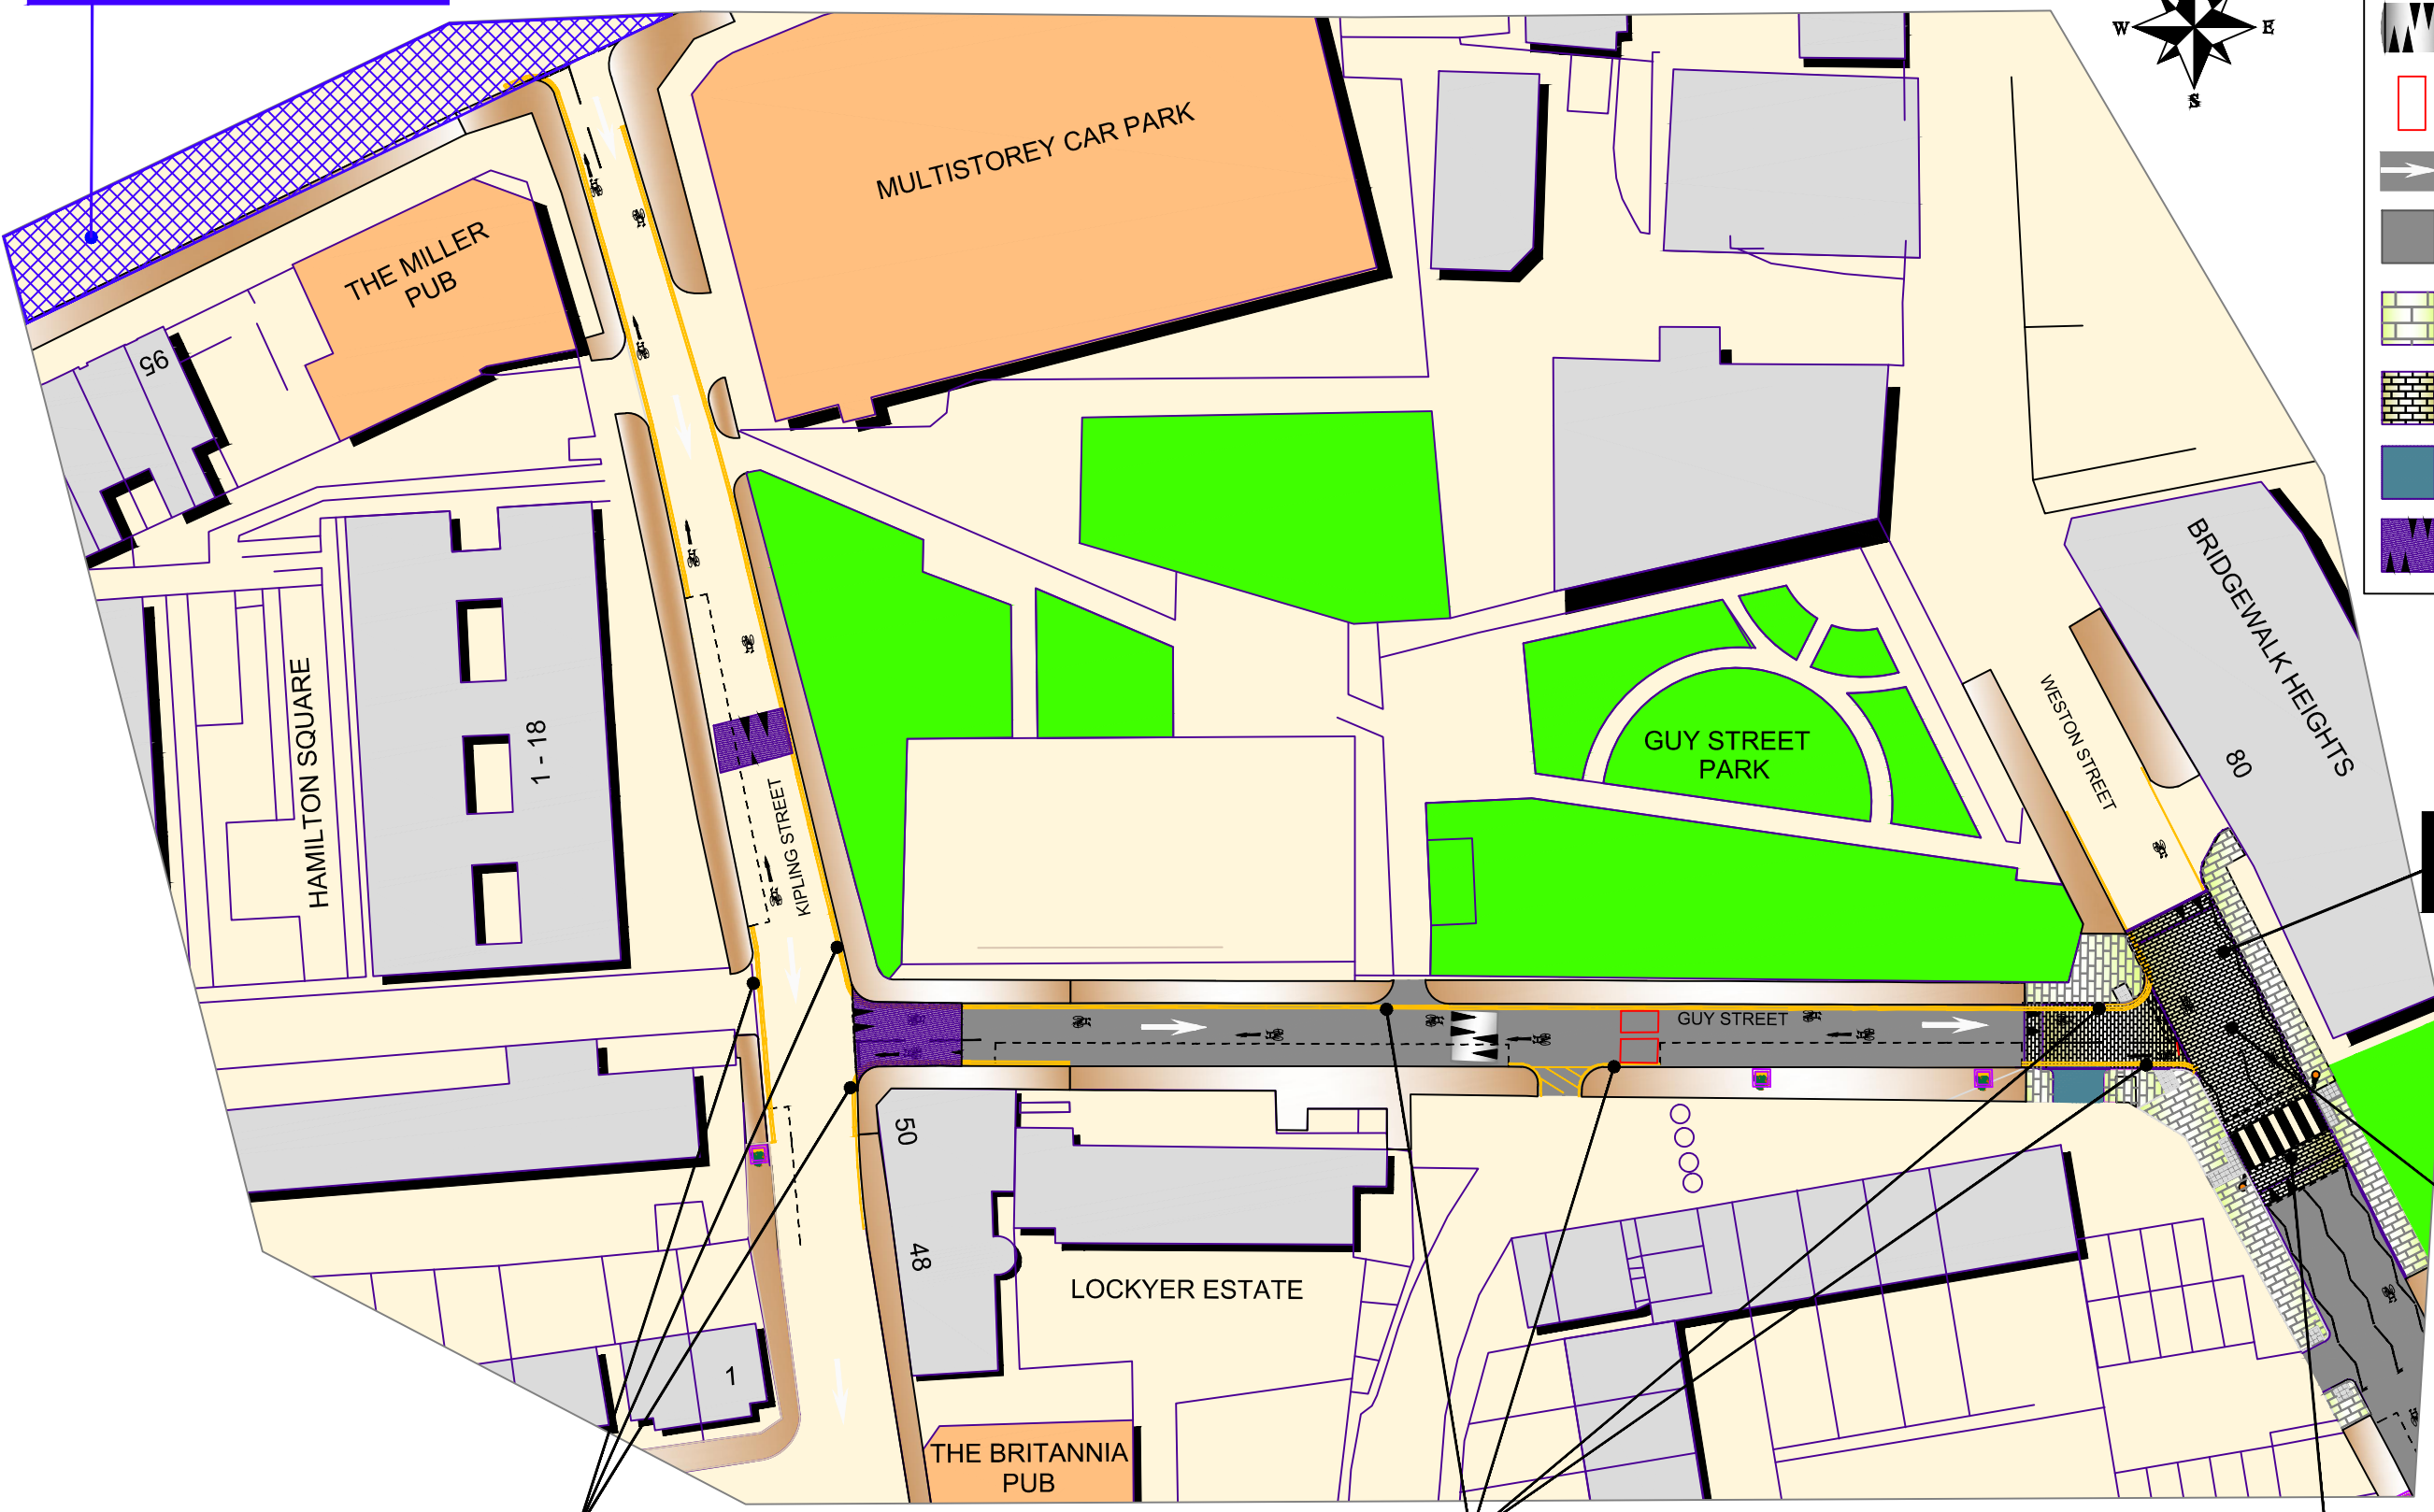 W
E
S
MULTISTOREY CAR PARK
THE MILLER
PUB
95
HAMILTON SQUARE
1 - 18
KIPLING STREET
GUY STREET
PARK
WESTON STREET
BRIDGEWALK HEIGHTS
80
GUY STREET
50
48
LOCKYER ESTATE
1
THE BRITANNIA
PUB